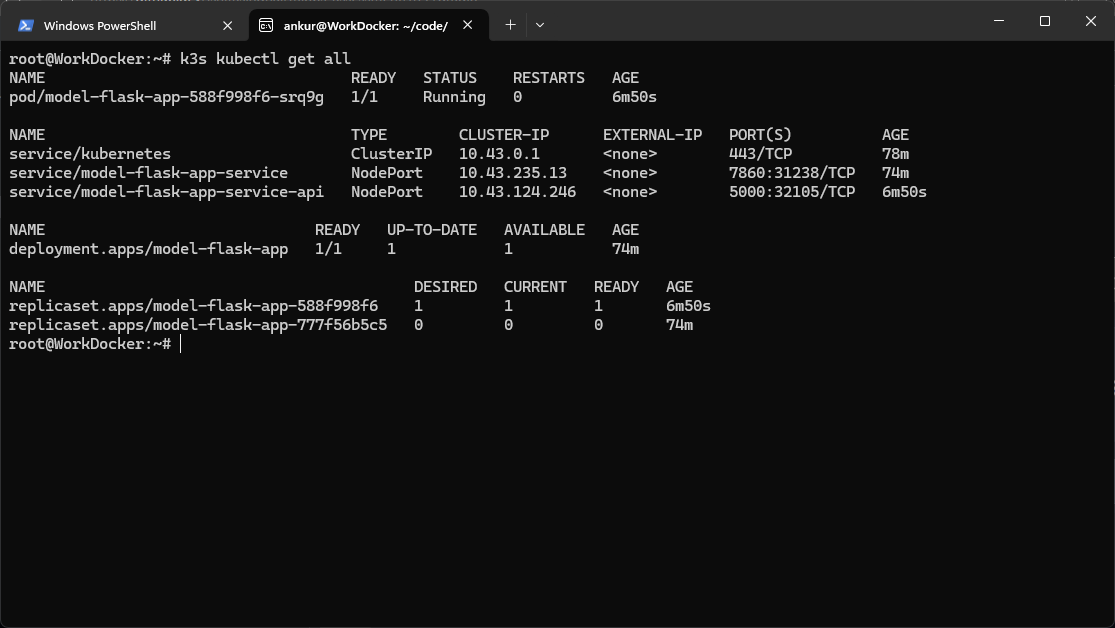 Windows PowerShell
ankur@WorkDocker: ~/code/
root@WorkDocker:~# k3s kubectl get all
NAME READY STATUS RESTARTS AGE
pod/model-flask-app-588f998f6-srq9g 1/1 Running 0 6m50s
NAME TYPE CLUSTER-IP EXTERNAL-IP PORT(S) AGE
service/kubernetes ClusterIP 10.43.0.1 <none> 443/TCP 78m
service/model-flask-app-service NodePort 10.43.235.13 <none> 7860:31238/TCP 74m
service/model-flask-app-service-api NodePort 10.43.124.246 <none> 5000:32105/TCP 6m50s
NAME READY UP-TO-DATE AVAILABLE AGE
deployment.apps/model-flask-app 1/1 1 1 74m
NAME DESIRED CURRENT READY AGE
replicaset.apps/model-flask-app-588f998f6 1 1 1 6m50s
replicaset.apps/model-flask-app-777f56b5c5 0 0 0 74m
root@WorkDocker:~#